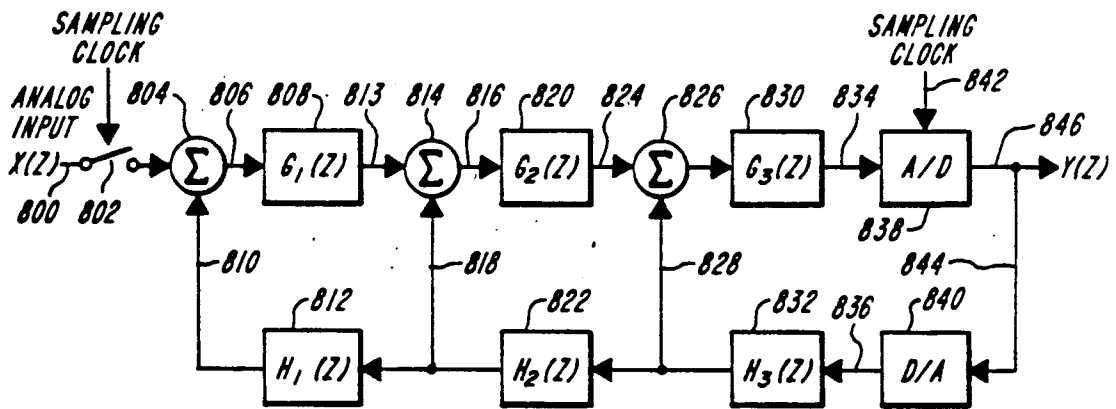 SAMPLING
CLOCK
SAMPLING
CLOCK
804 806 808 813 814 816 820 824 826 830 834 842 846
ANALOG
INPUT
X(Z)
800 802
Σ G₁(Z) Σ G₂(Z) Σ G₃(Z) A/D Y(Z)
838
810 818 828 844
812 822 832 836 840
H₁(Z) H₂(Z) H₃(Z) D/A